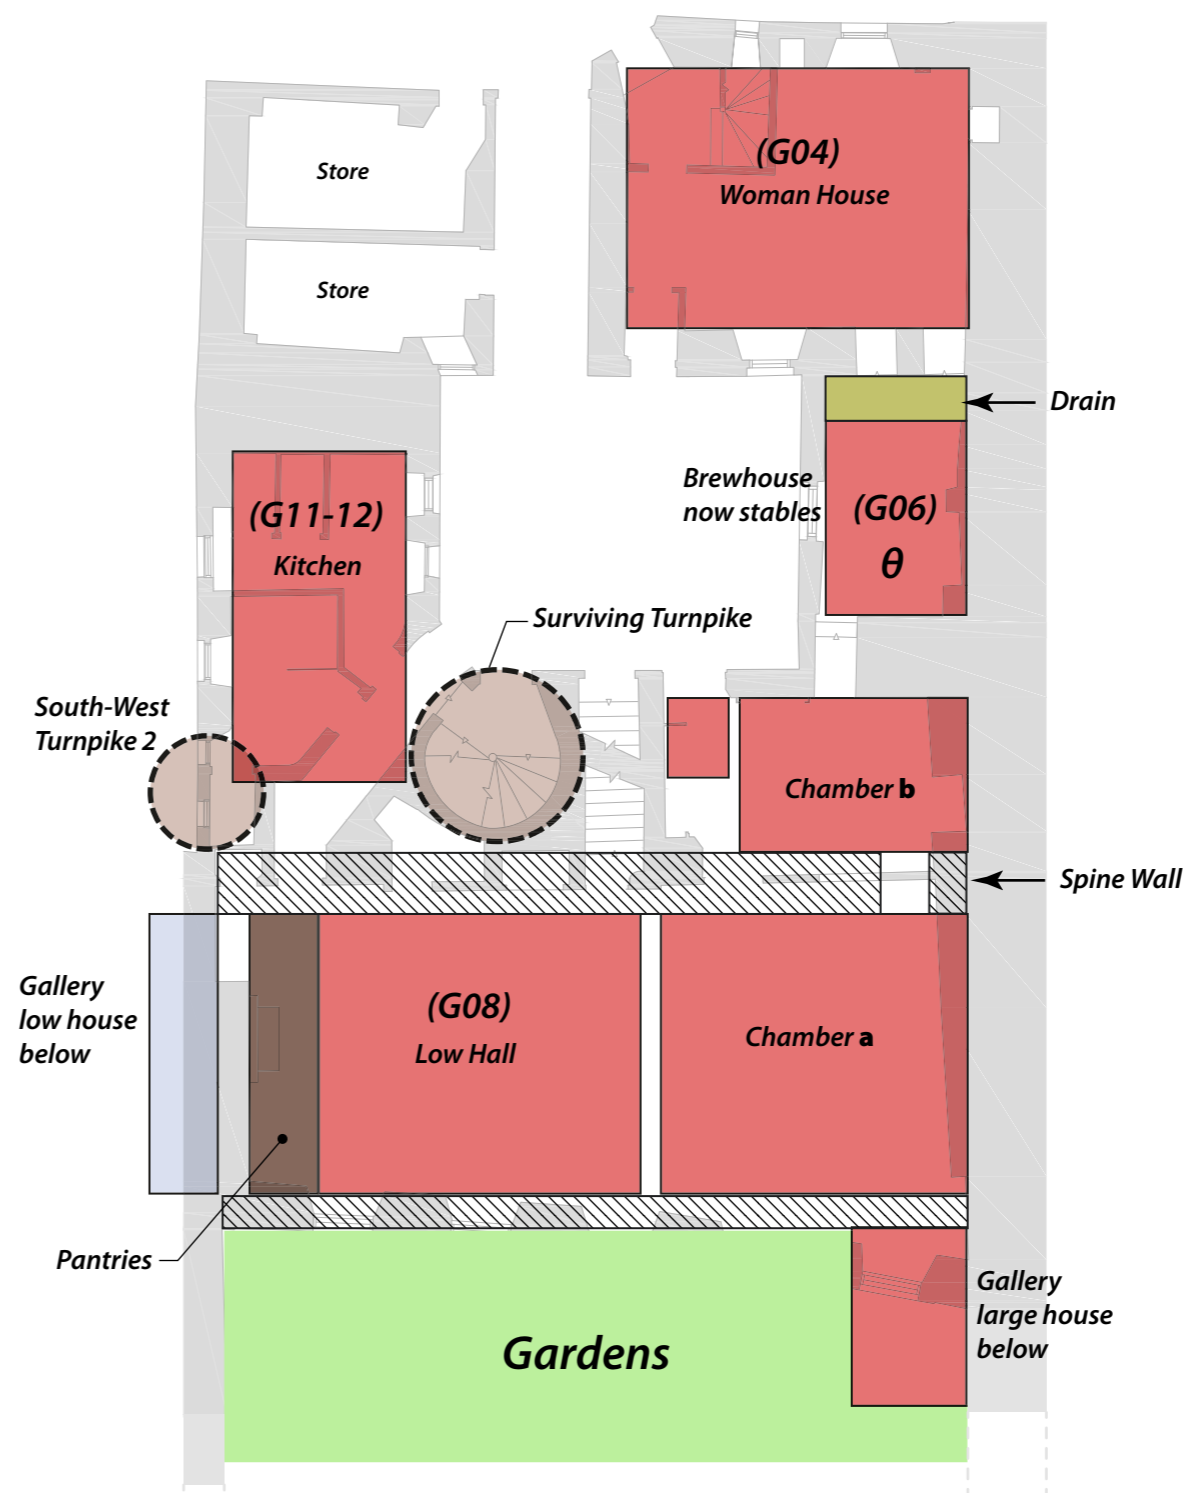 (G04)
Woman House
Store
Store
Drain
Brewhouse
now stables
(G06)
θ
(G11-12)
Kitchen
Surviving Turnpike
South-West
Turnpike 2
Chamber b
Spine Wall
Gallery
low house
below
(G08)
Low Hall
Chamber a
Pantries
Gallery
large house
below
Gardens